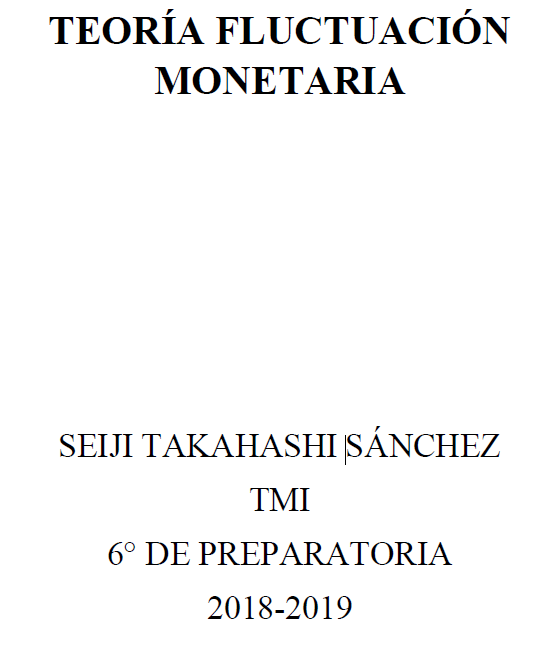 TEORÍA FLUCTUACIÓN
MONETARIA
SEIJI TAKAHASHI SÁNCHEZ
TMI
6° DE PREPARATORIA
2018-2019